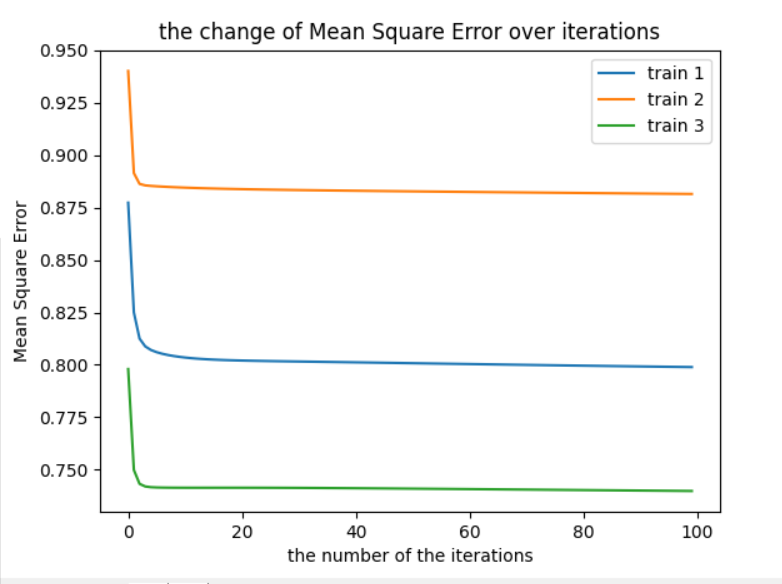 the change of Mean Square Error over iterations
0.950
0.925
0.900
0.875
0.850
0.825
0.800
0.775
0.750
Mean Square Error
train 1
train 2
train 3
0 20 40 60 80 100
the number of the iterations